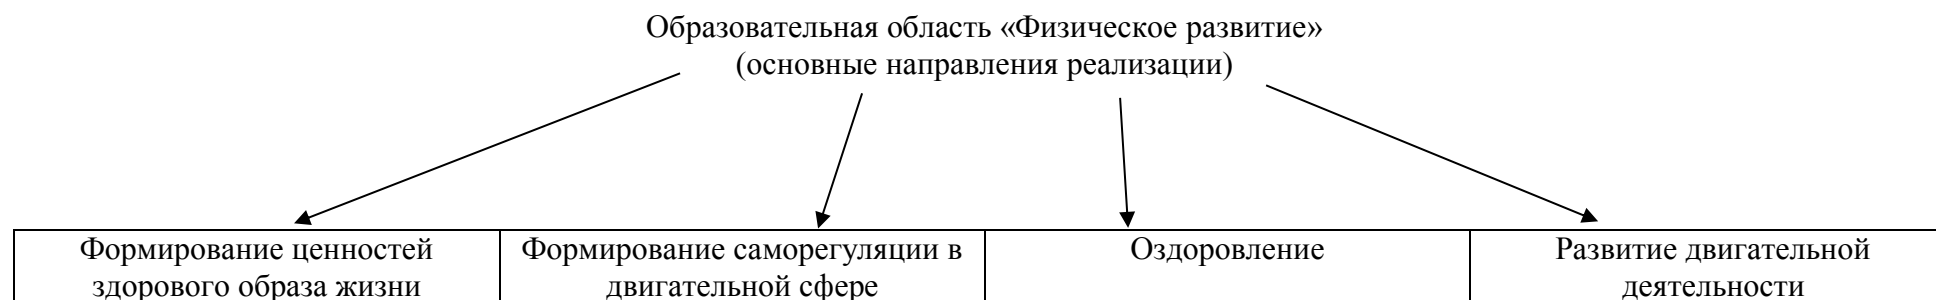 Образовательная область «Физическое развитие»
(основные направления реализации)
Формирование ценностей
здорового образа жизни
Формирование саморегуляции в
двигательной сфере
Оздоровление
Развитие двигательной
деятельности